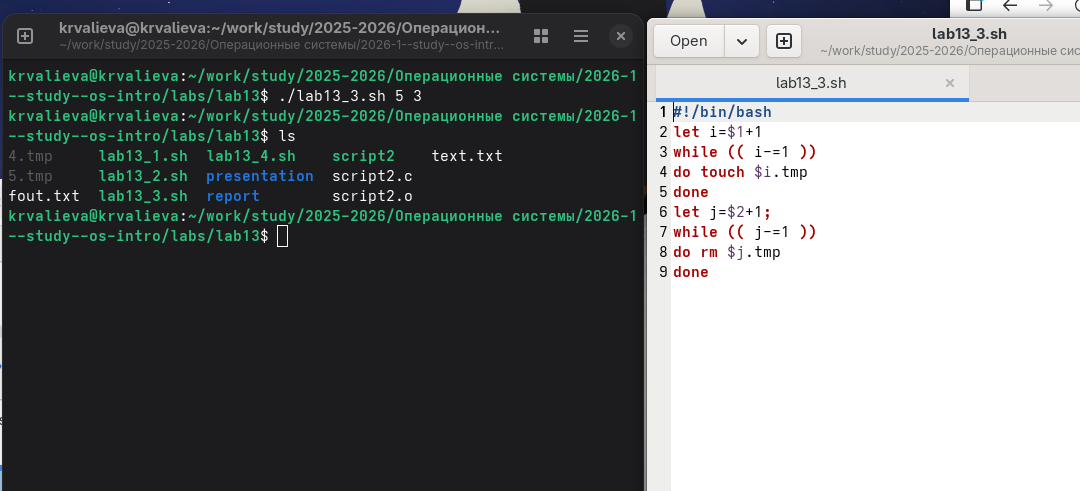 krvalieva@krvalieva:~/work/study/2025-2026/Операцион...
~/work/study/2025-2026/Операционные системы/2026-1--study--os-intr...
krvalieva@krvalieva:~/work/study/2025-2026/Операционные системы/2026-1
--study--os-intro/labs/lab13$ ./lab13_3.sh 5 3
krvalieva@krvalieva:~/work/study/2025-2026/Операционные системы/2026-1
--study--os-intro/labs/lab13$ ls
4.tmp lab13_1.sh lab13_4.sh script2 text.txt
5.tmp lab13_2.sh presentation script2.c
fout.txt lab13_3.sh report script2.o
krvalieva@krvalieva:~/work/study/2025-2026/Операционные системы/2026-1
--study--os-intro/labs/lab13$
Open
lab13_3.sh
~/work/study/2025-2026/Операционные сис
lab13_3.sh
1 #!/bin/bash
2 let i=$1+1
3 while (( i-=1 ))
4 do touch $i.tmp
5 done
6 let j=$2+1;
7 while (( j-=1 ))
8 do rm $j.tmp
9 done